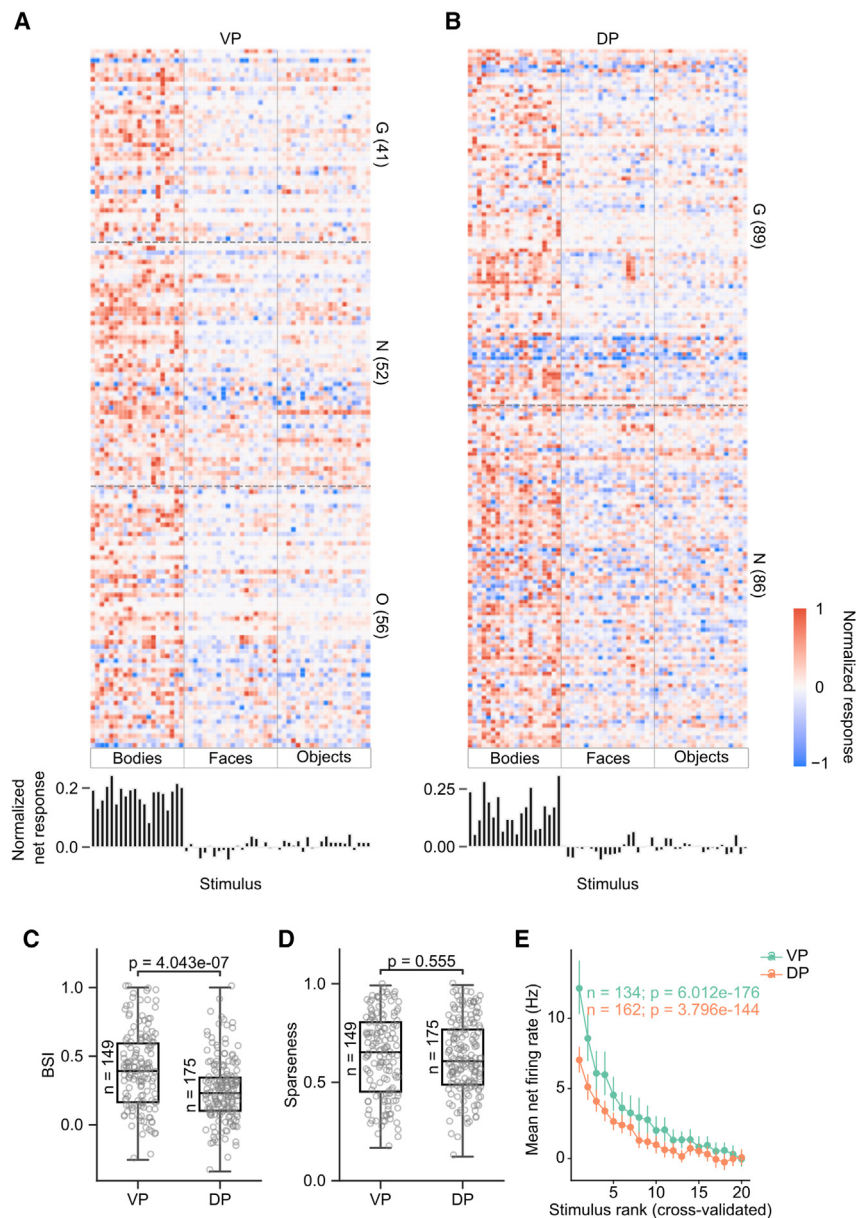 A
VP
G (41)
N (52)
O (56)
Bodies Faces Objects
0.2
0.0
Normalized
net response
Stimulus
B
DP
G (89)
N (86)
1
0
−1
Normalized response
Bodies Faces Objects
0.25
0.00
Stimulus
C
p = 4.043e-07
1.0
0.5
0.0
BSI
n = 149
n = 175
VP DP
D
p = 0.555
1.0
0.5
0.0
Sparseness
n = 149
n = 175
VP DP
E
VP
DP
n = 134; p = 6.012e-176
n = 162; p = 3.796e-144
10
5
0
Mean net firing rate (Hz)
5 10 15 20
Stimulus rank (cross-validated)